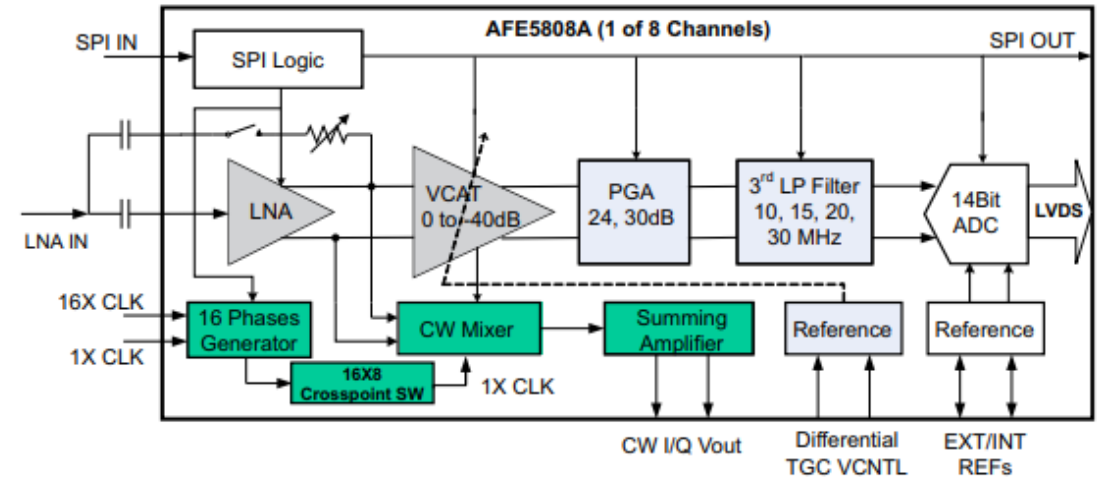 AFE5808A (1 of 8 Channels)
SPI IN
SPI OUT
SPI Logic
LNA
VCAT
0 to -40dB
PGA
24, 30dB
3rd LP Filter
10, 15, 20,
30 MHz
14Bit
ADC
LVDS
LNA IN
16X CLK
1X CLK
16 Phases
Generator
CW Mixer
Summing
Amplifier
Reference
Reference
16X8
Crosspoint SW
1X CLK
CW I/Q Vout
Differential
TGC VCNTL
EXT/INT
REFs